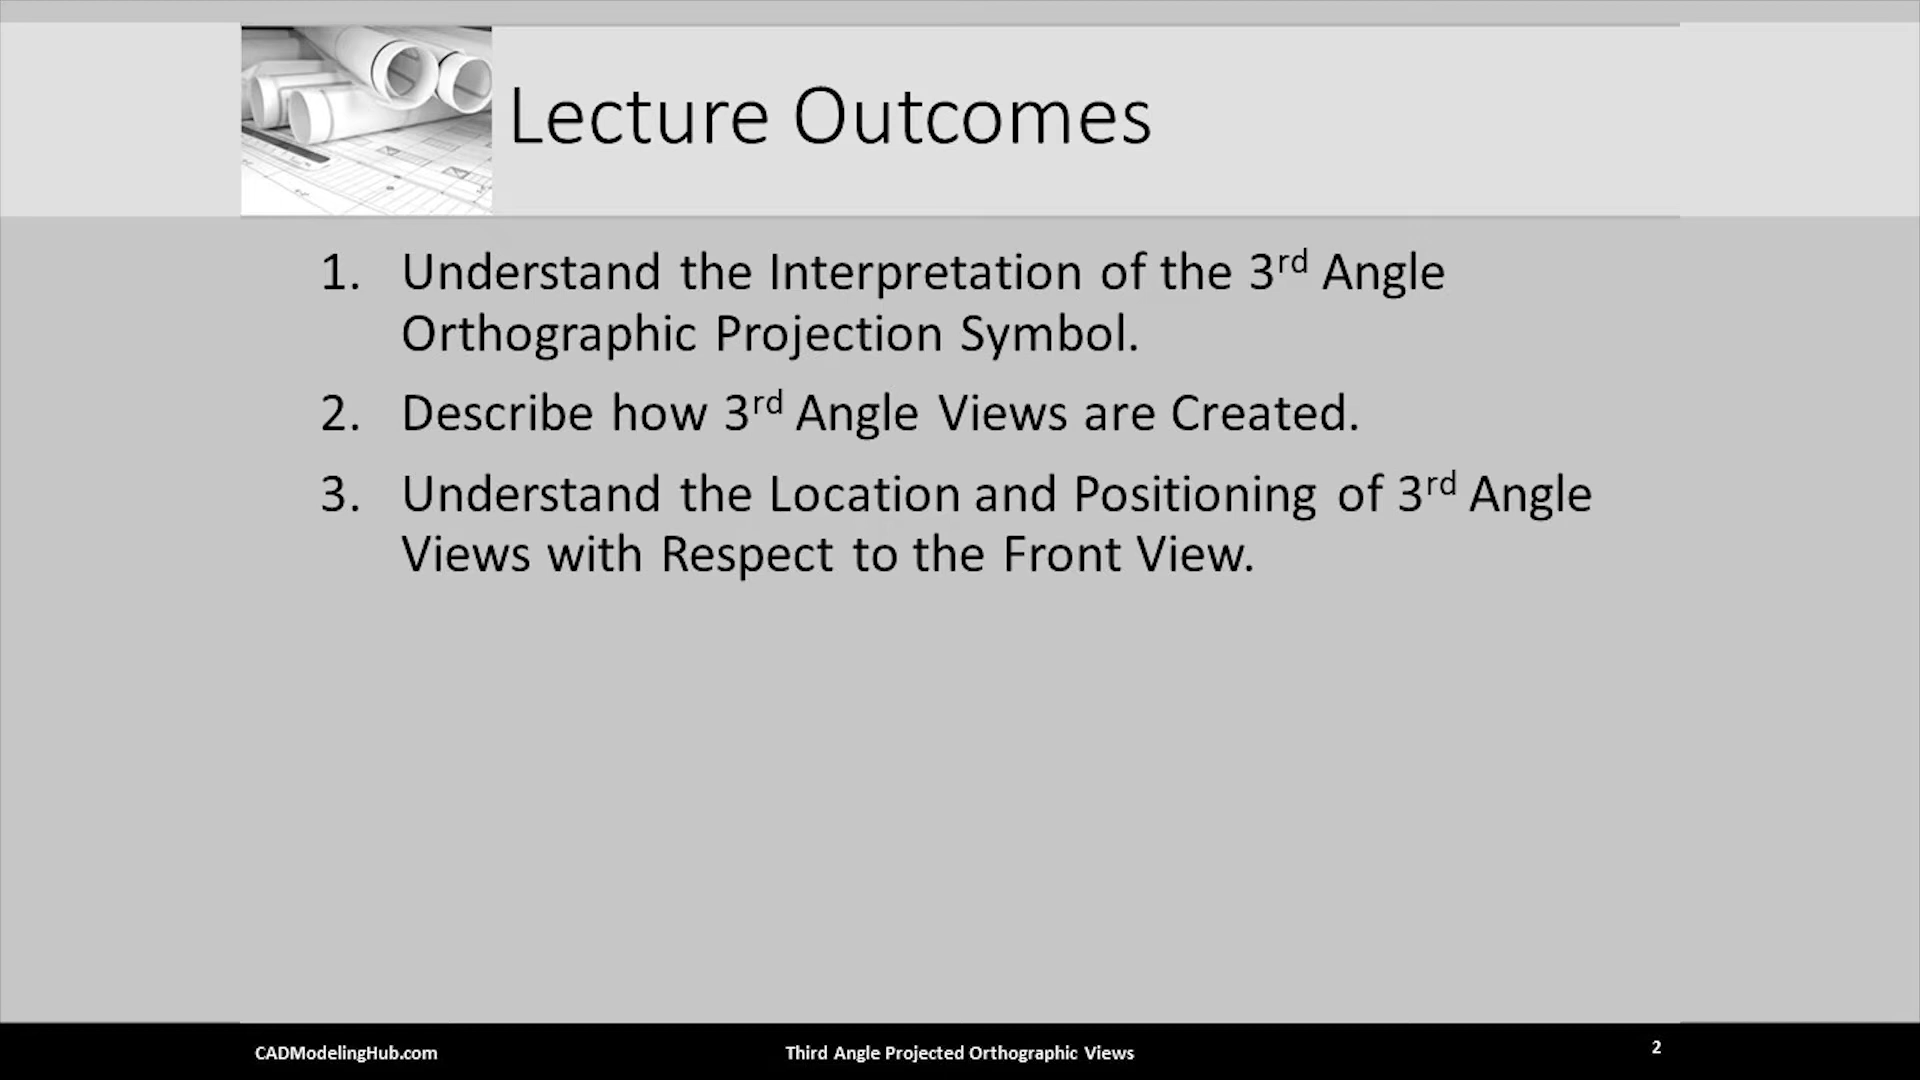 Lecture Outcomes
1. Understand the Interpretation of the 3rd Angle
Orthographic Projection Symbol.
2. Describe how 3rd Angle Views are Created.
3. Understand the Location and Positioning of 3rd Angle
Views with Respect to the Front View.
CADModelingHub.com
Third Angle Projected Orthographic Views
2